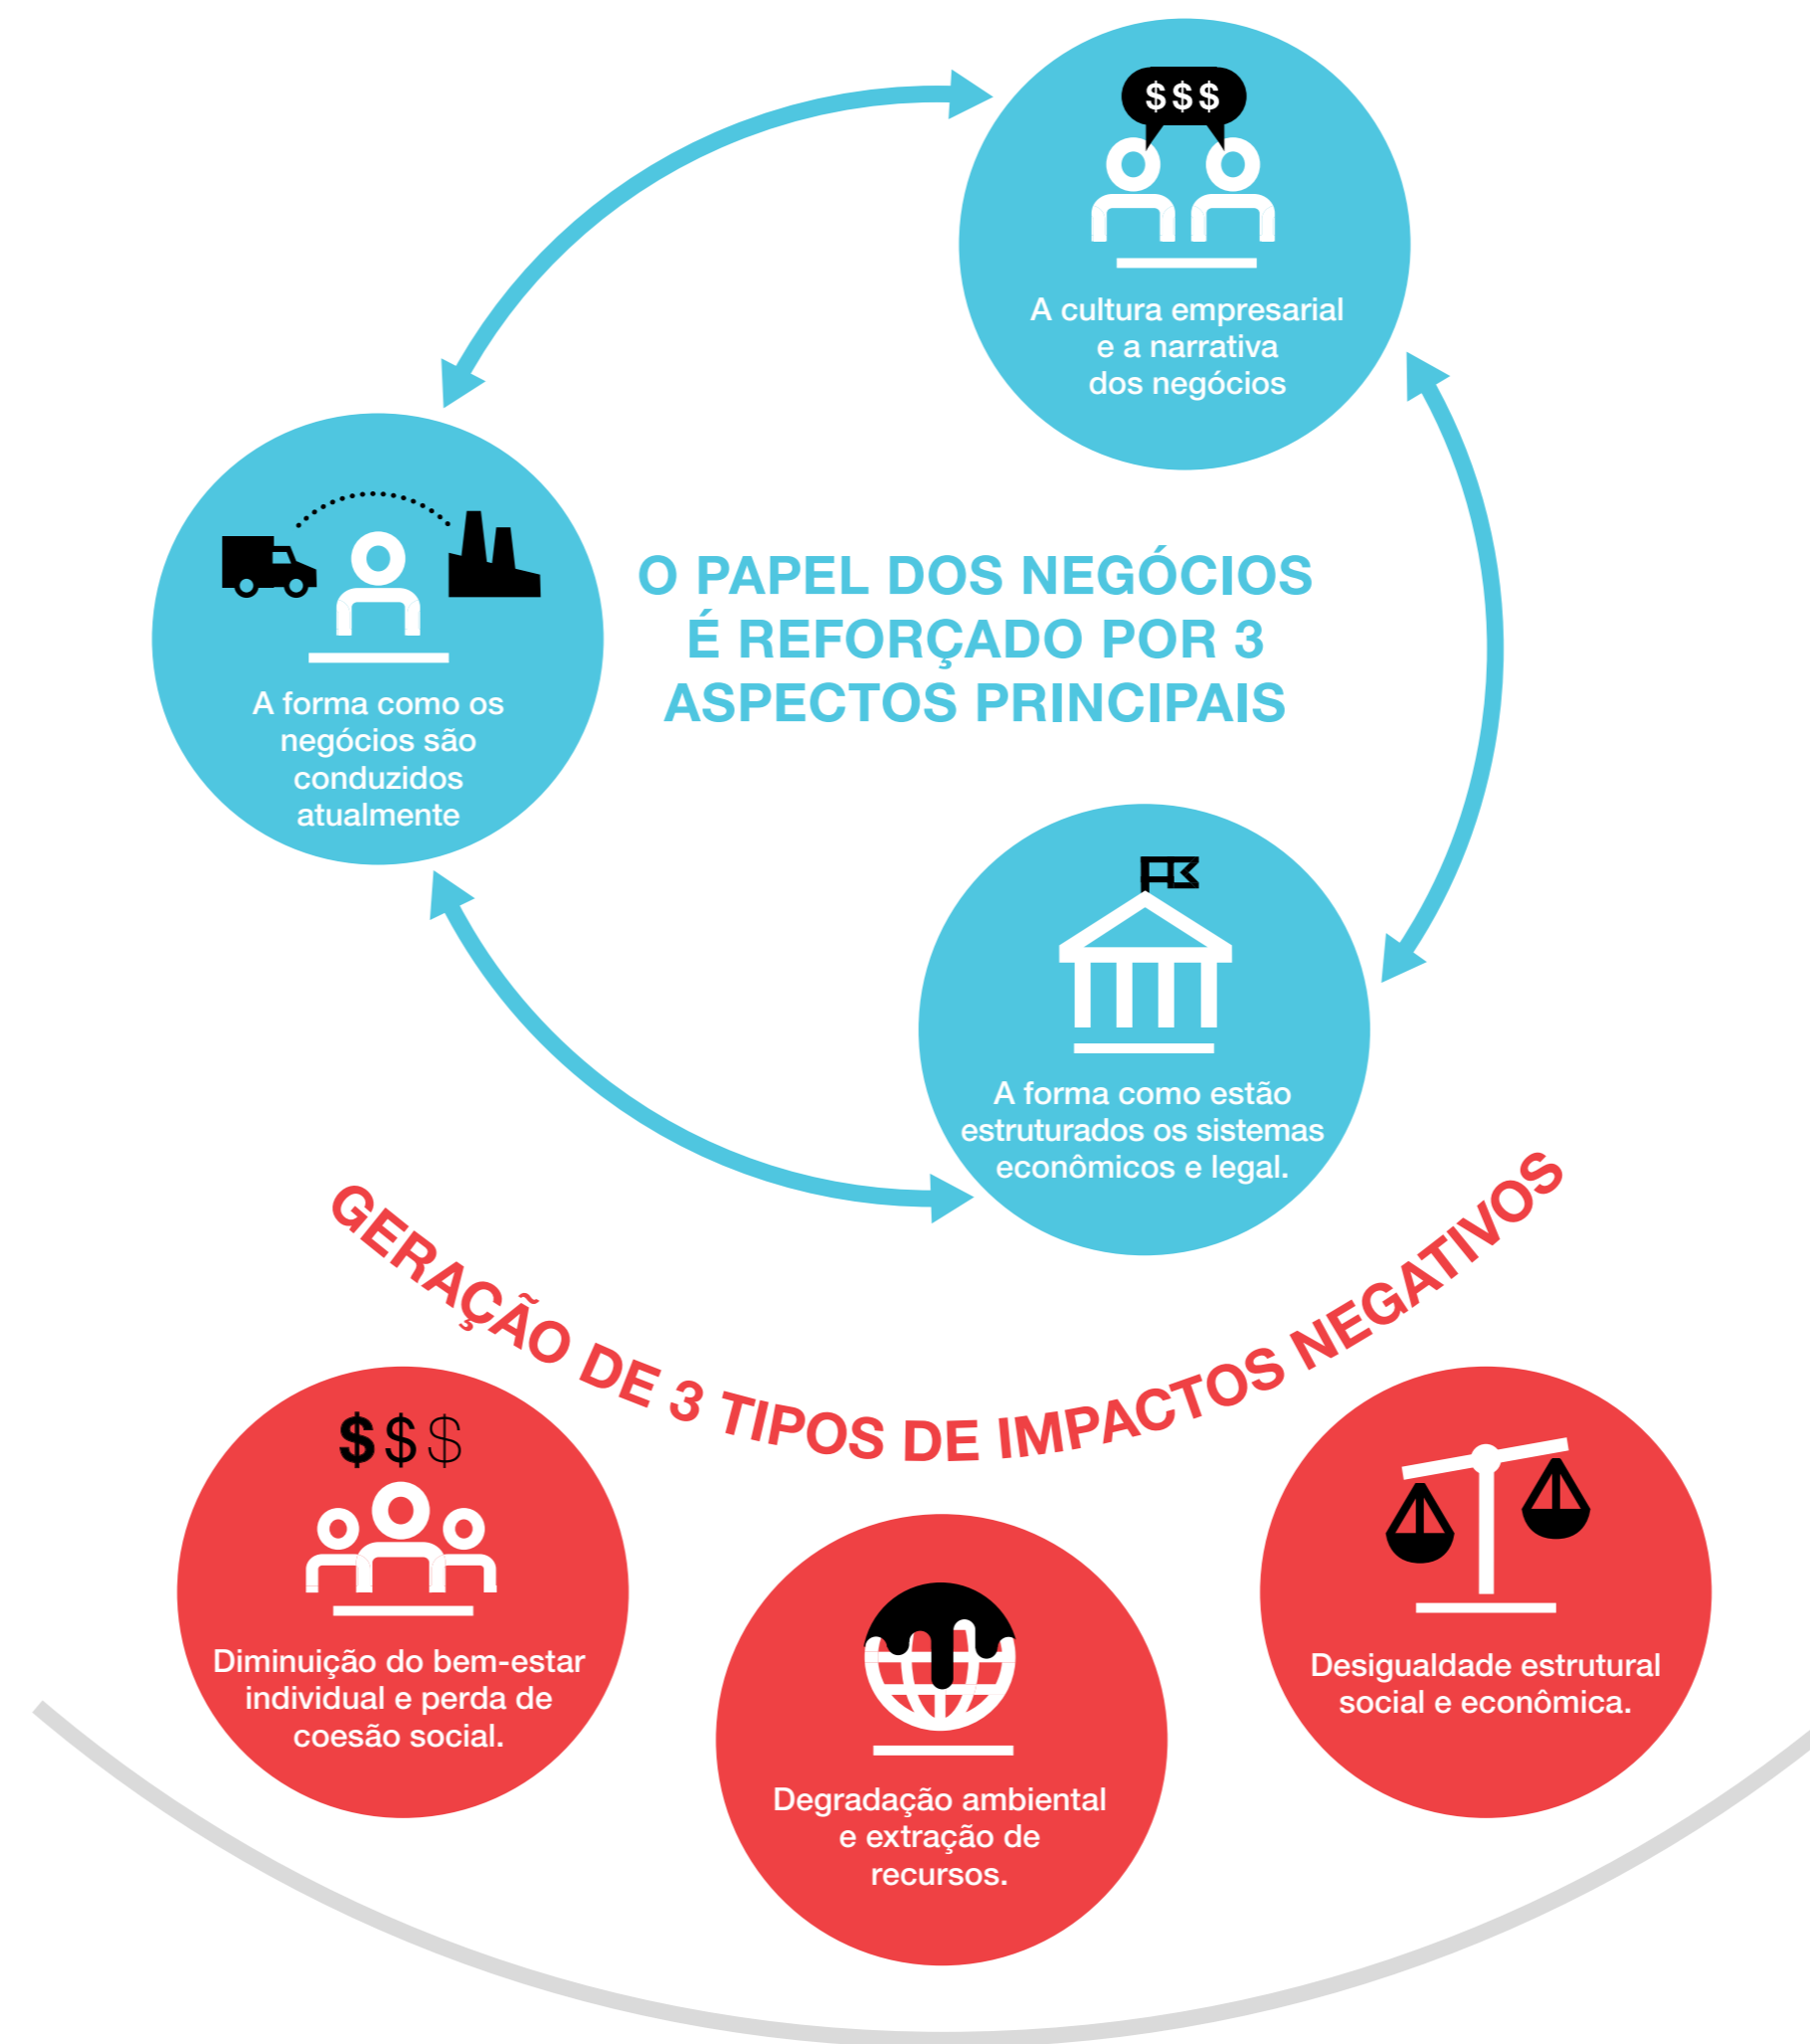 $$$
A cultura empresarial
e a narrativa
dos negócios
A forma como os
negócios são
conduzidos
atualmente
O PAPEL DOS NEGÓCIOS
É REFORÇADO POR 3
ASPECTOS PRINCIPAIS
A forma como estão
estruturados os sistemas
econômicos e legal.
GERAÇÃO DE 3 TIPOS DE IMPACTOS NEGATIVOS
$$$
Diminuição do bem-estar
individual e perda de
coesão social.
Degradação ambiental
e extração de
recursos.
Desigualdade estrutural
social e econômica.